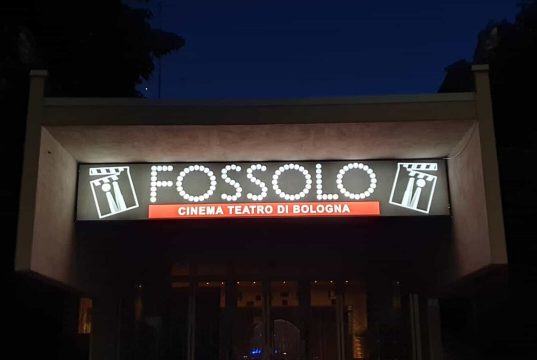 FOSSOLO
CINEMA TEATRO DI BOLOGNA